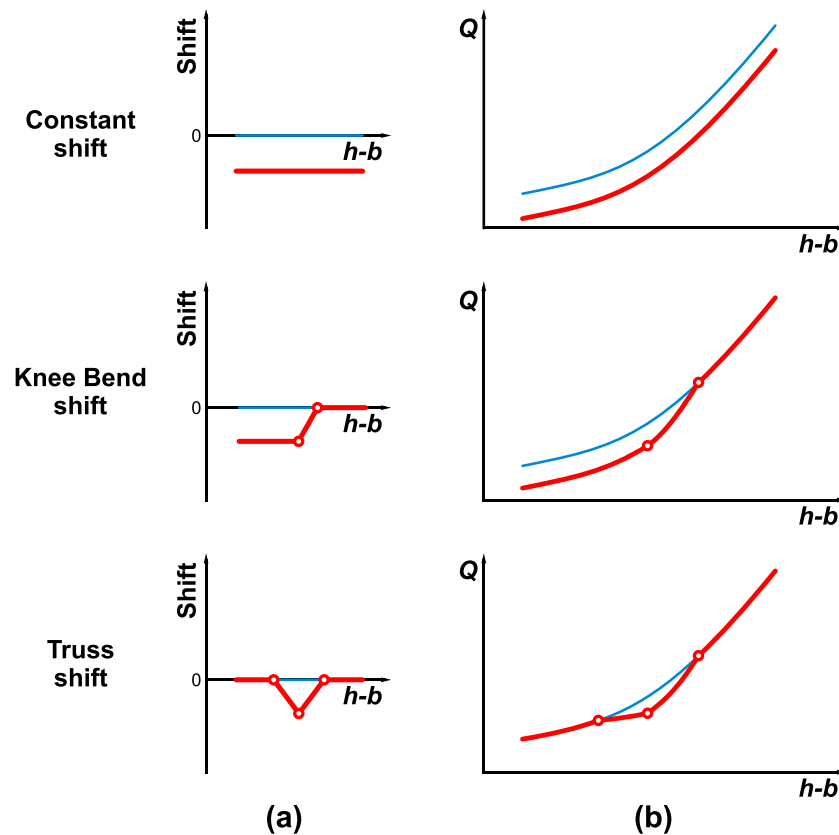 Shift
0
h-b
Q
h-b
Constant
shift
Shift
0
h-b
Q
h-b
Knee Bend
shift
Shift
0
h-b
Q
h-b
Truss
shift
(a)
(b)